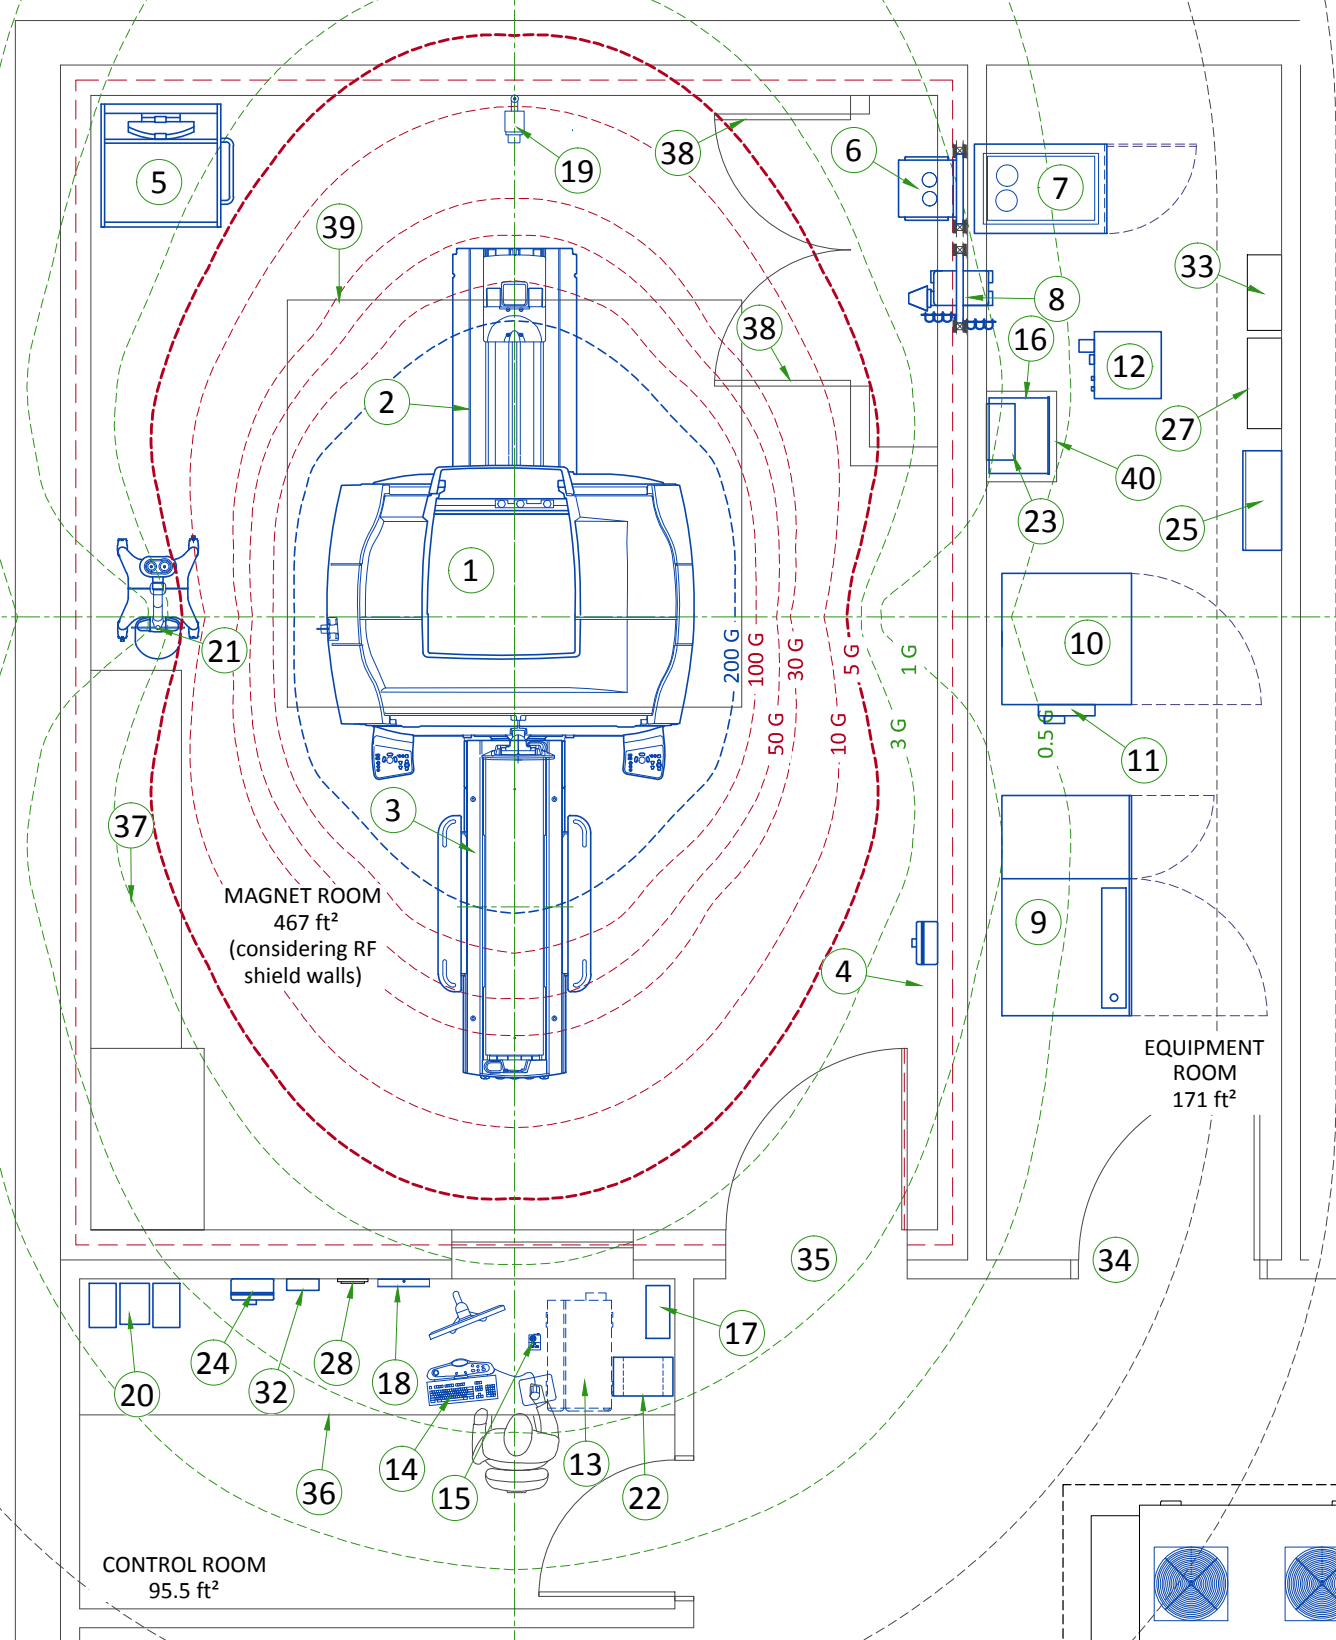 5
19
38
6
7
39
33
8
38
16
12
2
27
40
23
25
1
10
21
200 G
100 G
30 G
5 G
1 G
50 G
10 G
3 G
0.5 G
11
3
37
MAGNET ROOM
467 ft²
(considering RF
shield walls)
9
4
EQUIPMENT
ROOM
171 ft²
35
34
17
24
32
28
18
20
14
13
36
15
22
CONTROL ROOM
95.5 ft²